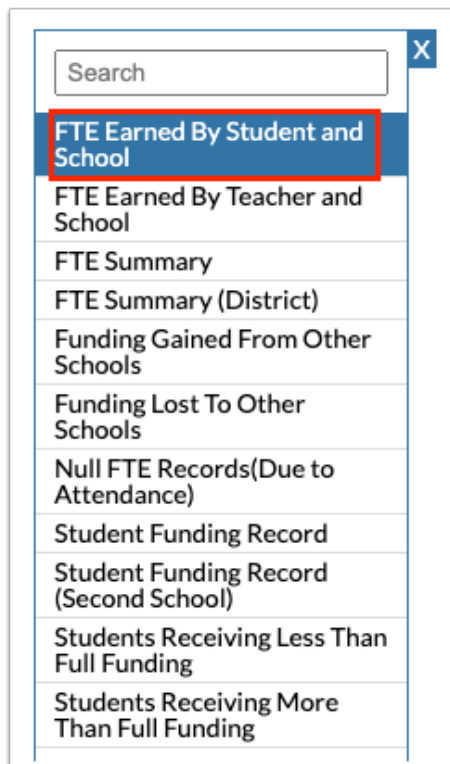 X
Search
FTE Earned By Student and
School
FTE Earned By Teacher and
School
FTE Summary
FTE Summary (District)
Funding Gained From Other
Schools
Funding Lost To Other
Schools
Null FTE Records(Due to
Attendance)
Student Funding Record
Student Funding Record
(Second School)
Students Receiving Less Than
Full Funding
Students Receiving More
Than Full Funding